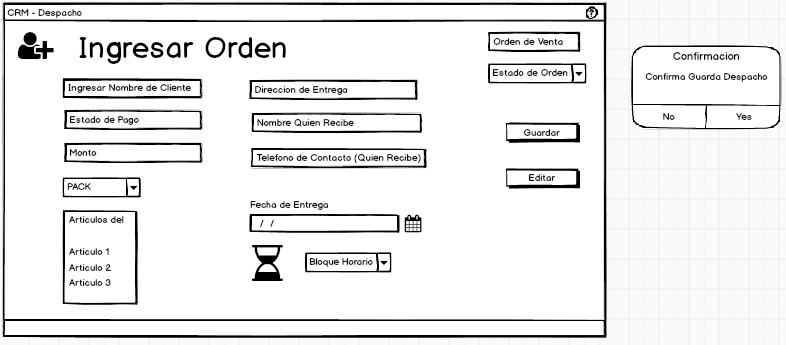 CRM - Despacho
?
Ingresar Orden
Orden de Venta
Estado de Orden
Ingresar Nombre de Cliente
Estado de Pago
Monto
PACK
Articulos del
Articulo 1
Articulo 2
Articulo 3
Direccion de Entrega
Nombre Quien Recibe
Telefono de Contacto (Quien Recibe)
Fecha de Entrega
/ /
Bloque Horario
Guardar
Editar
Confirmacion
Confirma Guarda Despacho
No
Yes